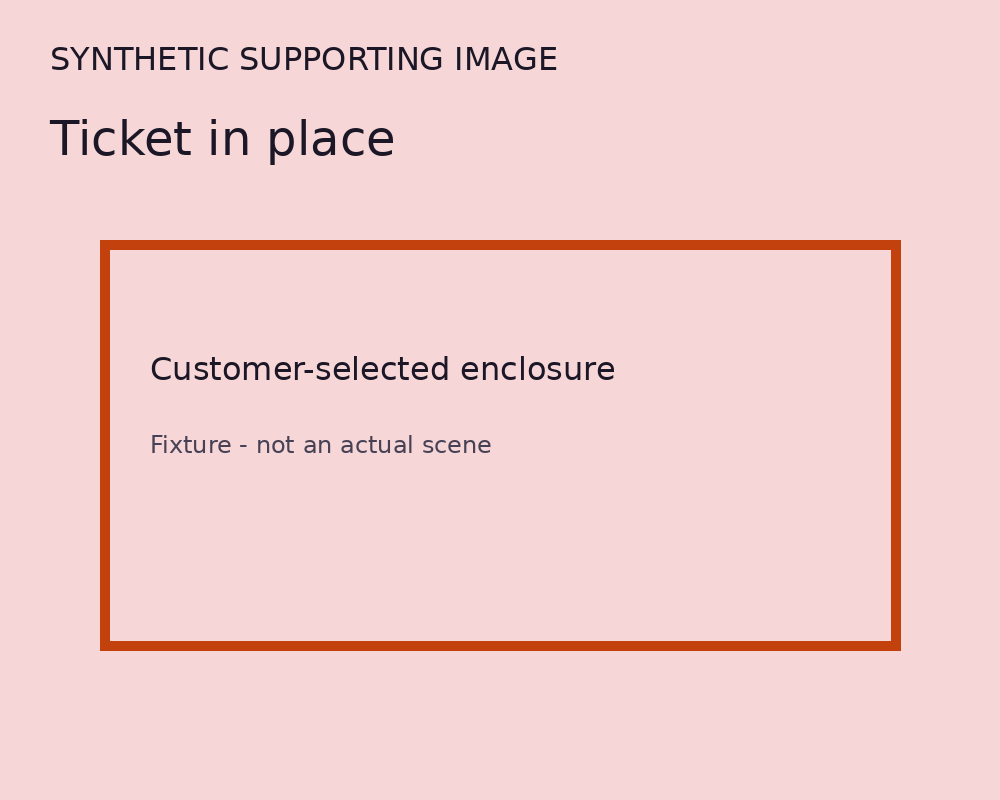 SYNTHETIC SUPPORTING IMAGE
Ticket in place
Customer-selected enclosure
Fixture - not an actual scene